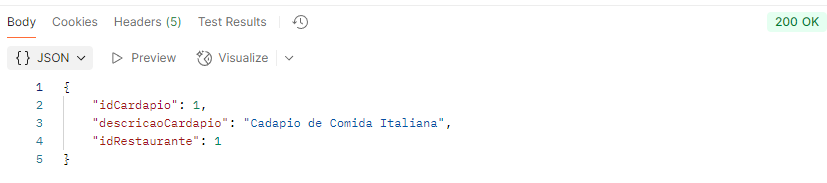 Body Cookies Headers (5) Test Results 200 OK
{} JSON Preview Visualize
1 {
2 "idCardapio": 1,
3 "descricaoCardapio": "Cadapio de Comida Italiana",
4 "idRestaurante": 1
5 }